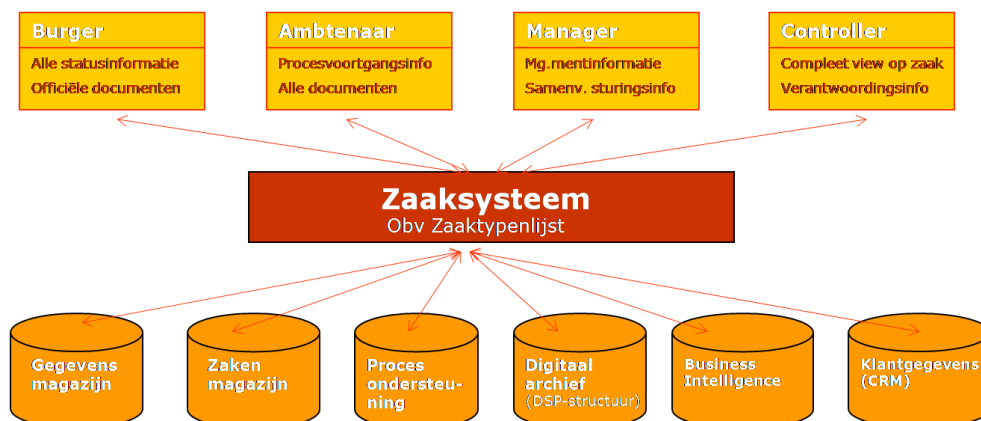 Burger
Alle statusinformatie
Officiële documenten
Ambtenaar
Procesvoortgangsinfo
Alle documenten
Manager
Mg.mentinformatie
Samenv. sturingsinfo
Controller
Compleet view op zaak
Verantwoordingsinfo
Zaaksysteem
Obv Zaaktypenlijst
Gegevens
magazijn
Zaken
magazijn
Proces
ondersteu-
ning
Digitaal
archief
(DSP-structuur)
Business
Intelligence
Klantgegevens
(CRM)